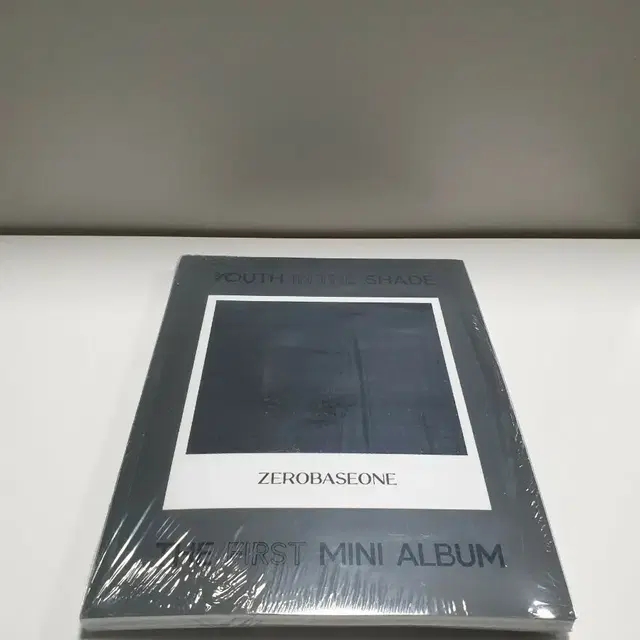 YOUTH IN THE SHADE
ZEROBASEONE
THE FIRST MINI ALBUM